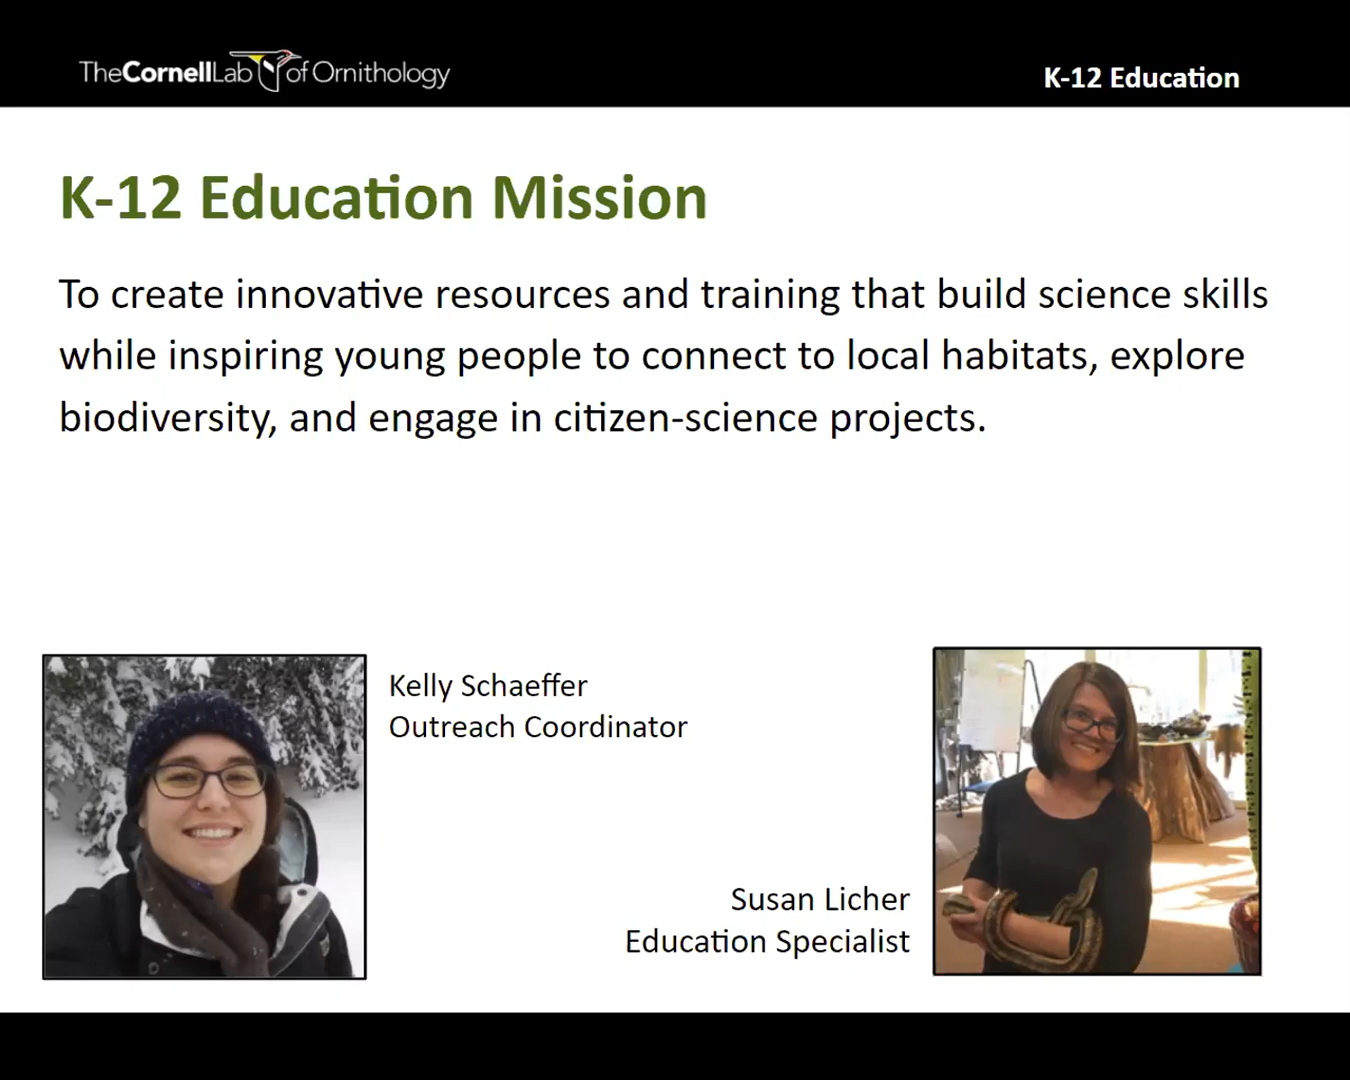 TheCornellLab of Ornithology
K-12 Education
K-12 Education Mission
To create innovative resources and training that build science skills
while inspiring young people to connect to local habitats, explore
biodiversity, and engage in citizen-science projects.
Kelly Schaeffer
Outreach Coordinator
Susan Licher
Education Specialist